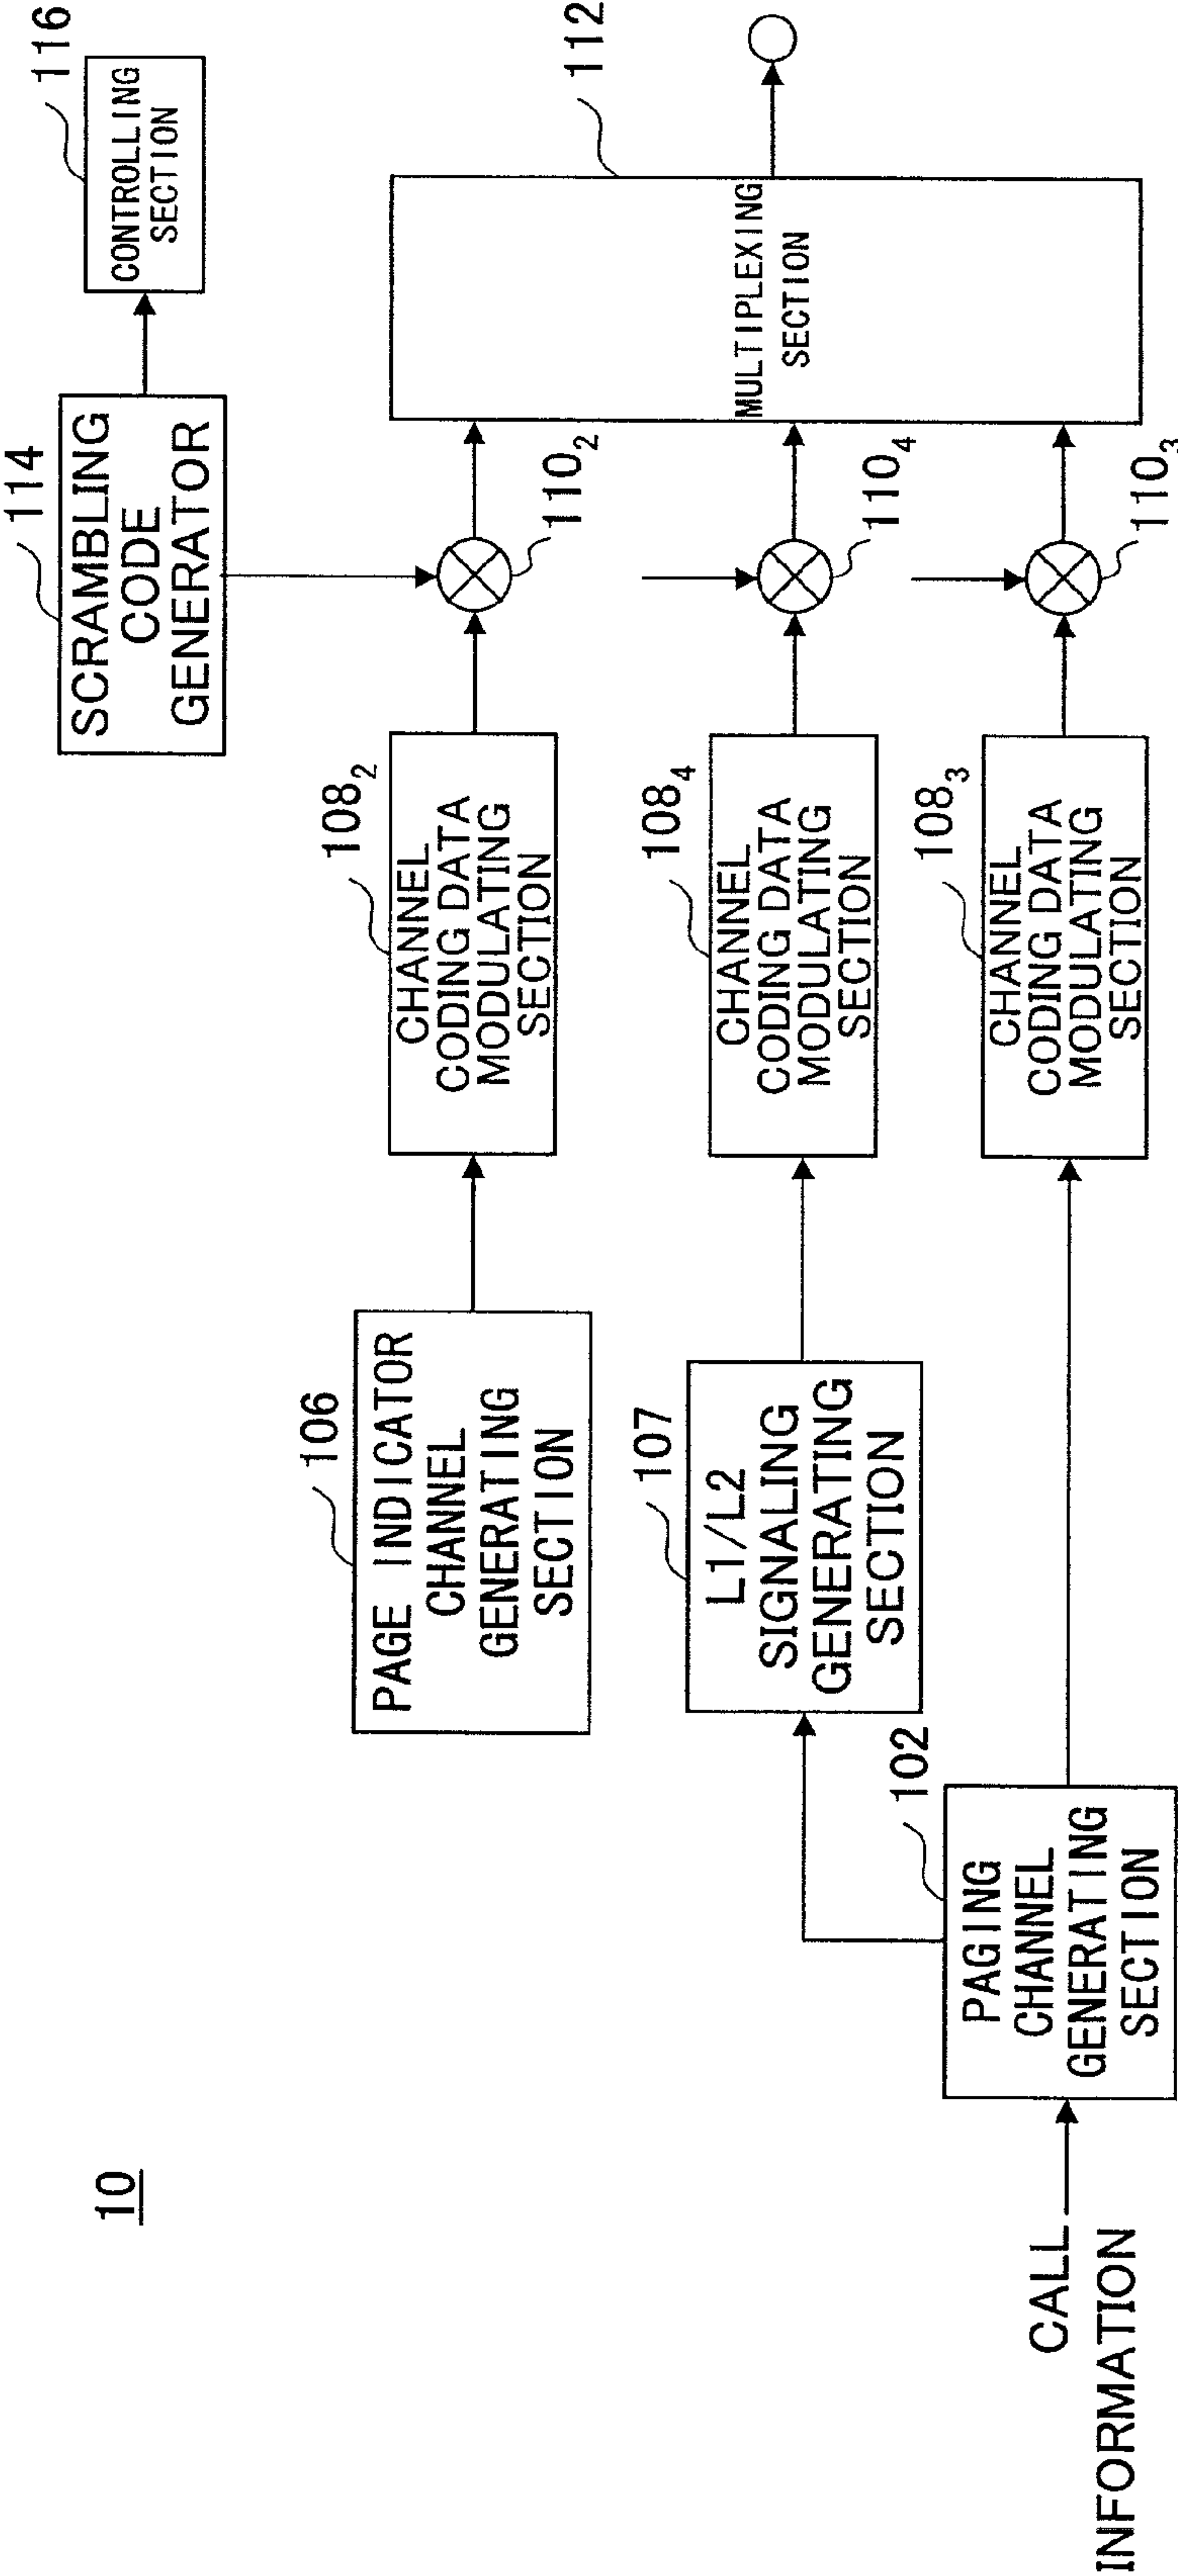 10
114
SCRAMBLING
CODE
GENERATOR
116
CONTROLLING
SECTION
106
PAGE INDICATOR
CHANNEL
GENERATING
SECTION
108₂
CHANNEL
CODING DATA
MODULATING
SECTION
110₂
112
MULTIPLEXING
SECTION
107
L1/L2
SIGNALING
GENERATING
SECTION
108₄
CHANNEL
CODING DATA
MODULATING
SECTION
110₄
CALL
INFORMATION
102
PAGING
CHANNEL
GENERATING
SECTION
108₃
CHANNEL
CODING DATA
MODULATING
SECTION
110₃